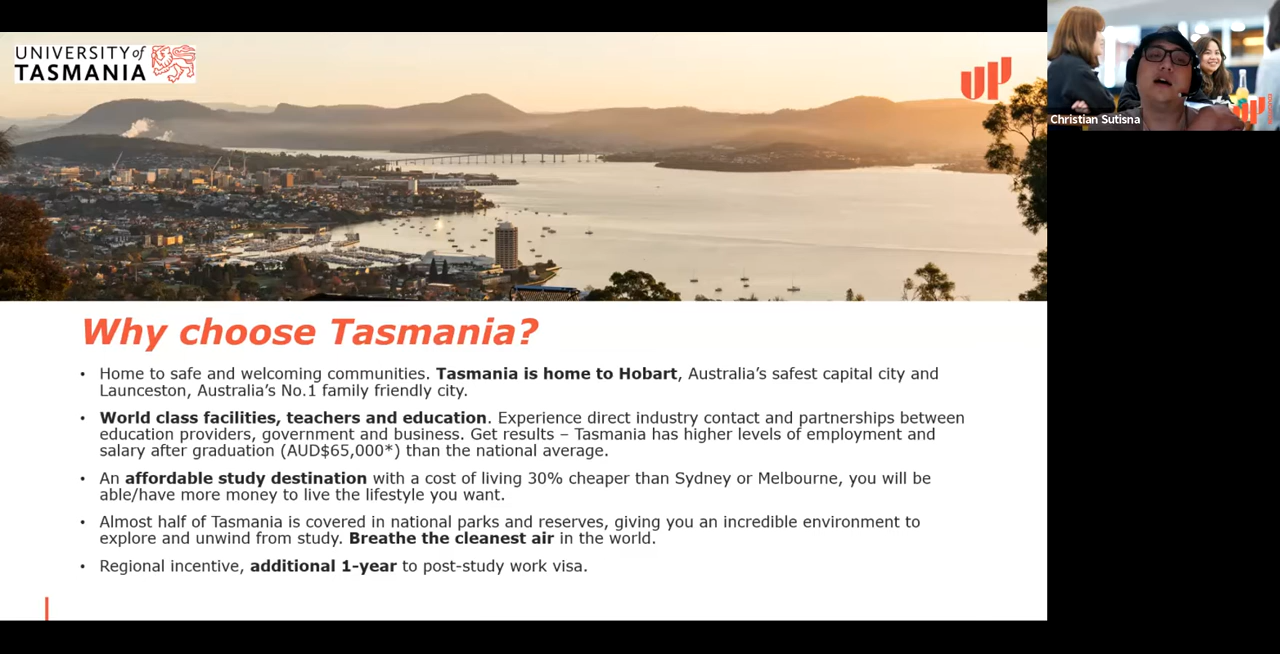 UNIVERSITY of
TASMANIA
UP
Christian Sutisna
Why choose Tasmania?
• Home to safe and welcoming communities. Tasmania is home to Hobart, Australia’s safest capital city and
Launceston, Australia’s No.1 family friendly city.
• World class facilities, teachers and education. Experience direct industry contact and partnerships between
education providers, government and business. Get results – Tasmania has higher levels of employment and
salary after graduation (AUD$65,000*) than the national average.
• An affordable study destination with a cost of living 30% cheaper than Sydney or Melbourne, you will be
able/have more money to live the lifestyle you want.
• Almost half of Tasmania is covered in national parks and reserves, giving you an incredible environment to
explore and unwind from study. Breathe the cleanest air in the world.
• Regional incentive, additional 1-year to post-study work visa.